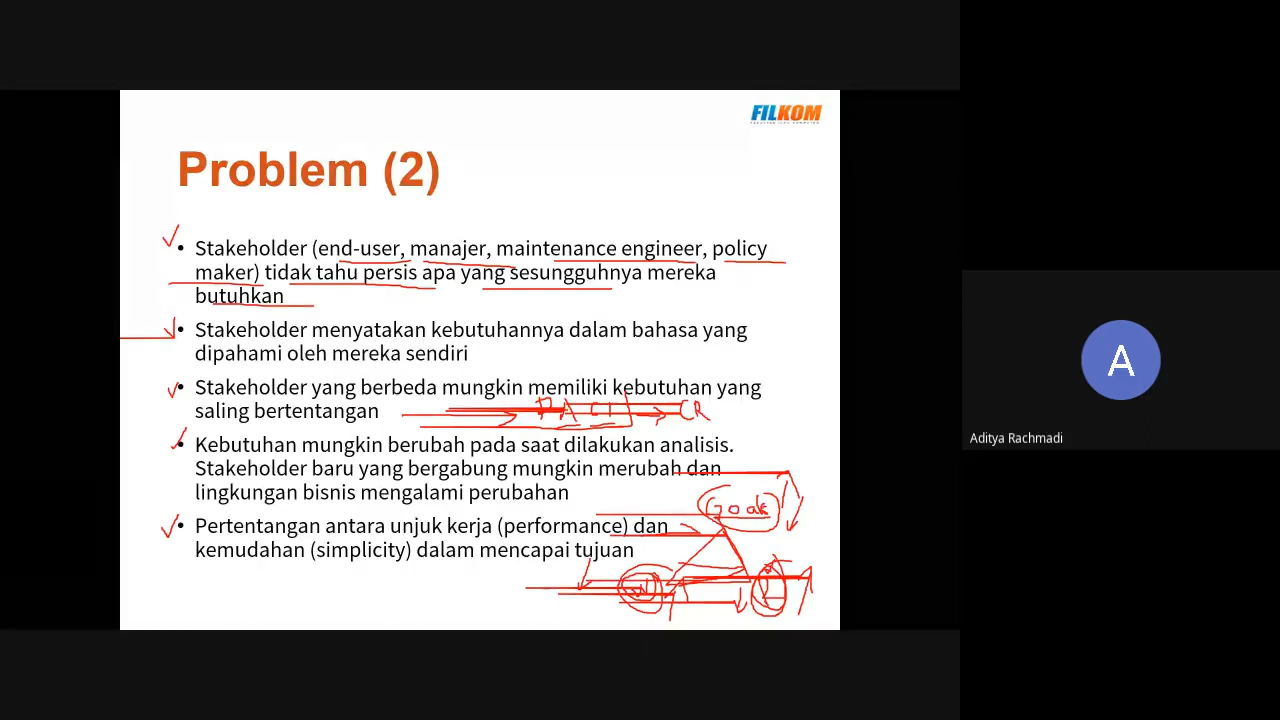 FILKOM
Problem (2)
• Stakeholder (end-user, manajer, maintenance engineer, policy
maker) tidak tahu persis apa yang sesungguhnya mereka
butuhkan
• Stakeholder menyatakan kebutuhannya dalam bahasa yang
dipahami oleh mereka sendiri
• Stakeholder yang berbeda mungkin memiliki kebutuhan yang
saling bertentangan
RACI
CR
• Kebutuhan mungkin berubah pada saat dilakukan analisis.
Stakeholder baru yang bergabung mungkin merubah dan
lingkungan bisnis mengalami perubahan
Goak
• Pertentangan antara unjuk kerja (performance) dan
kemudahan (simplicity) dalam mencapai tujuan
A
Aditya Rachmadi